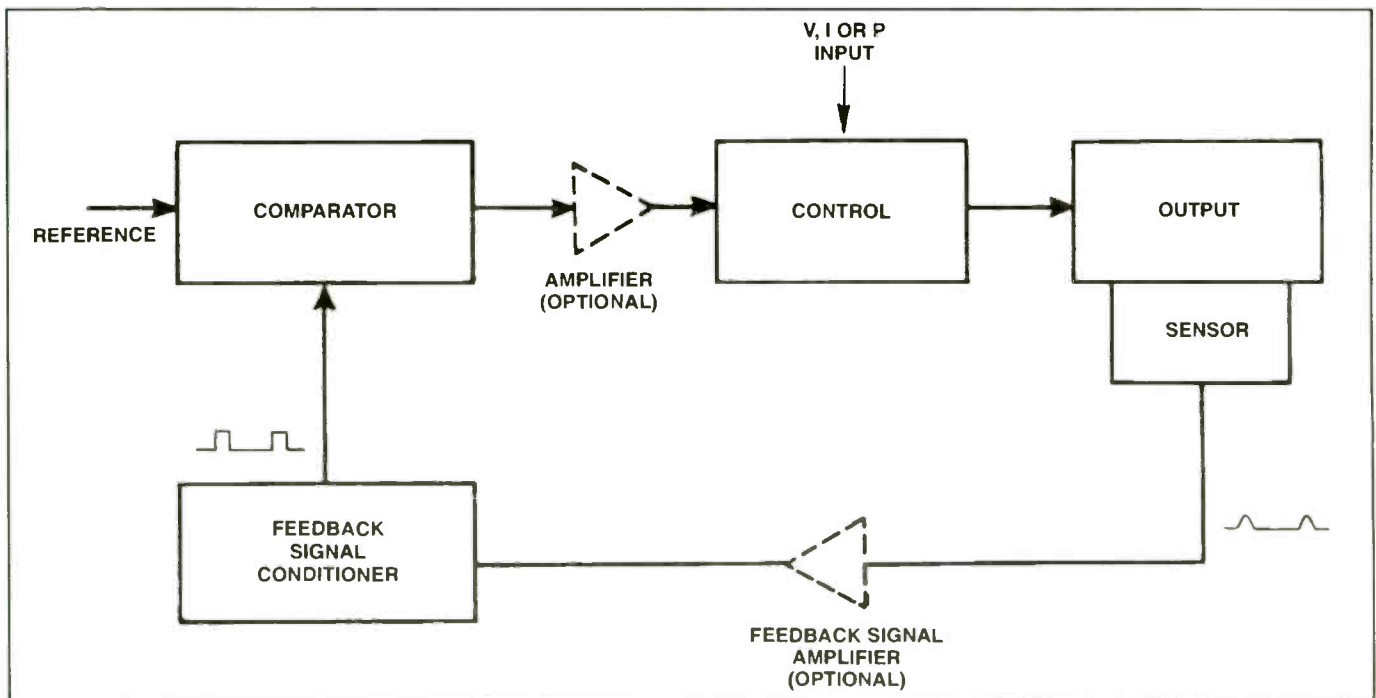 V, I OR P
INPUT
COMPARATOR
CONTROL
OUTPUT
REFERENCE
AMPLIFIER
(OPTIONAL)
SENSOR
FEEDBACK
SIGNAL
CONDITIONER
FEEDBACK SIGNAL
AMPLIFIER
(OPTIONAL)